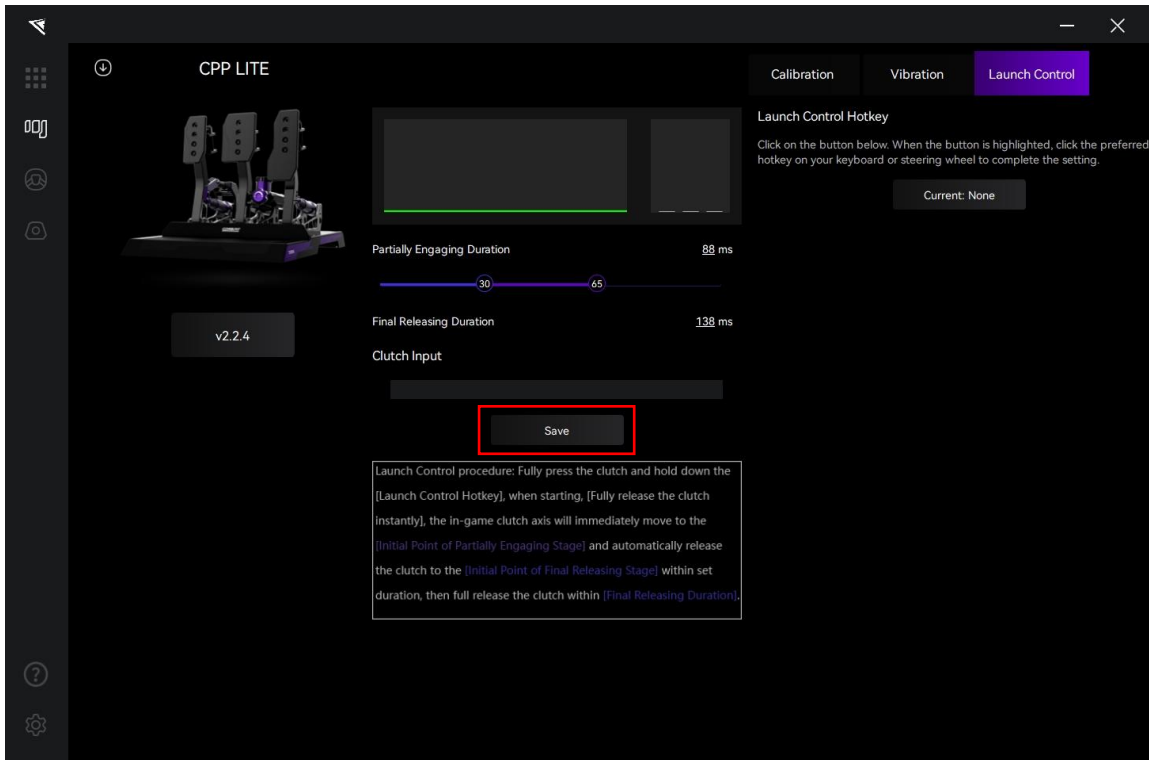 CPP LITE
v2.2.4
Partially Engaging Duration 88 ms
30 65
Final Releasing Duration 138 ms
Clutch Input
Save
Launch Control procedure: Fully press the clutch and hold down the
[Launch Control Hotkey], when starting, [Fully release the clutch
instantly], the in-game clutch axis will immediately move to the
[Initial Point of Partially Engaging Stage] and automatically release
the clutch to the [Initial Point of Final Releasing Stage] within set
duration, then full release the clutch within [Final Releasing Duration].
Calibration Vibration Launch Control
Launch Control Hotkey
Click on the button below. When the button is highlighted, click the preferred
hotkey on your keyboard or steering wheel to complete the setting.
Current: None